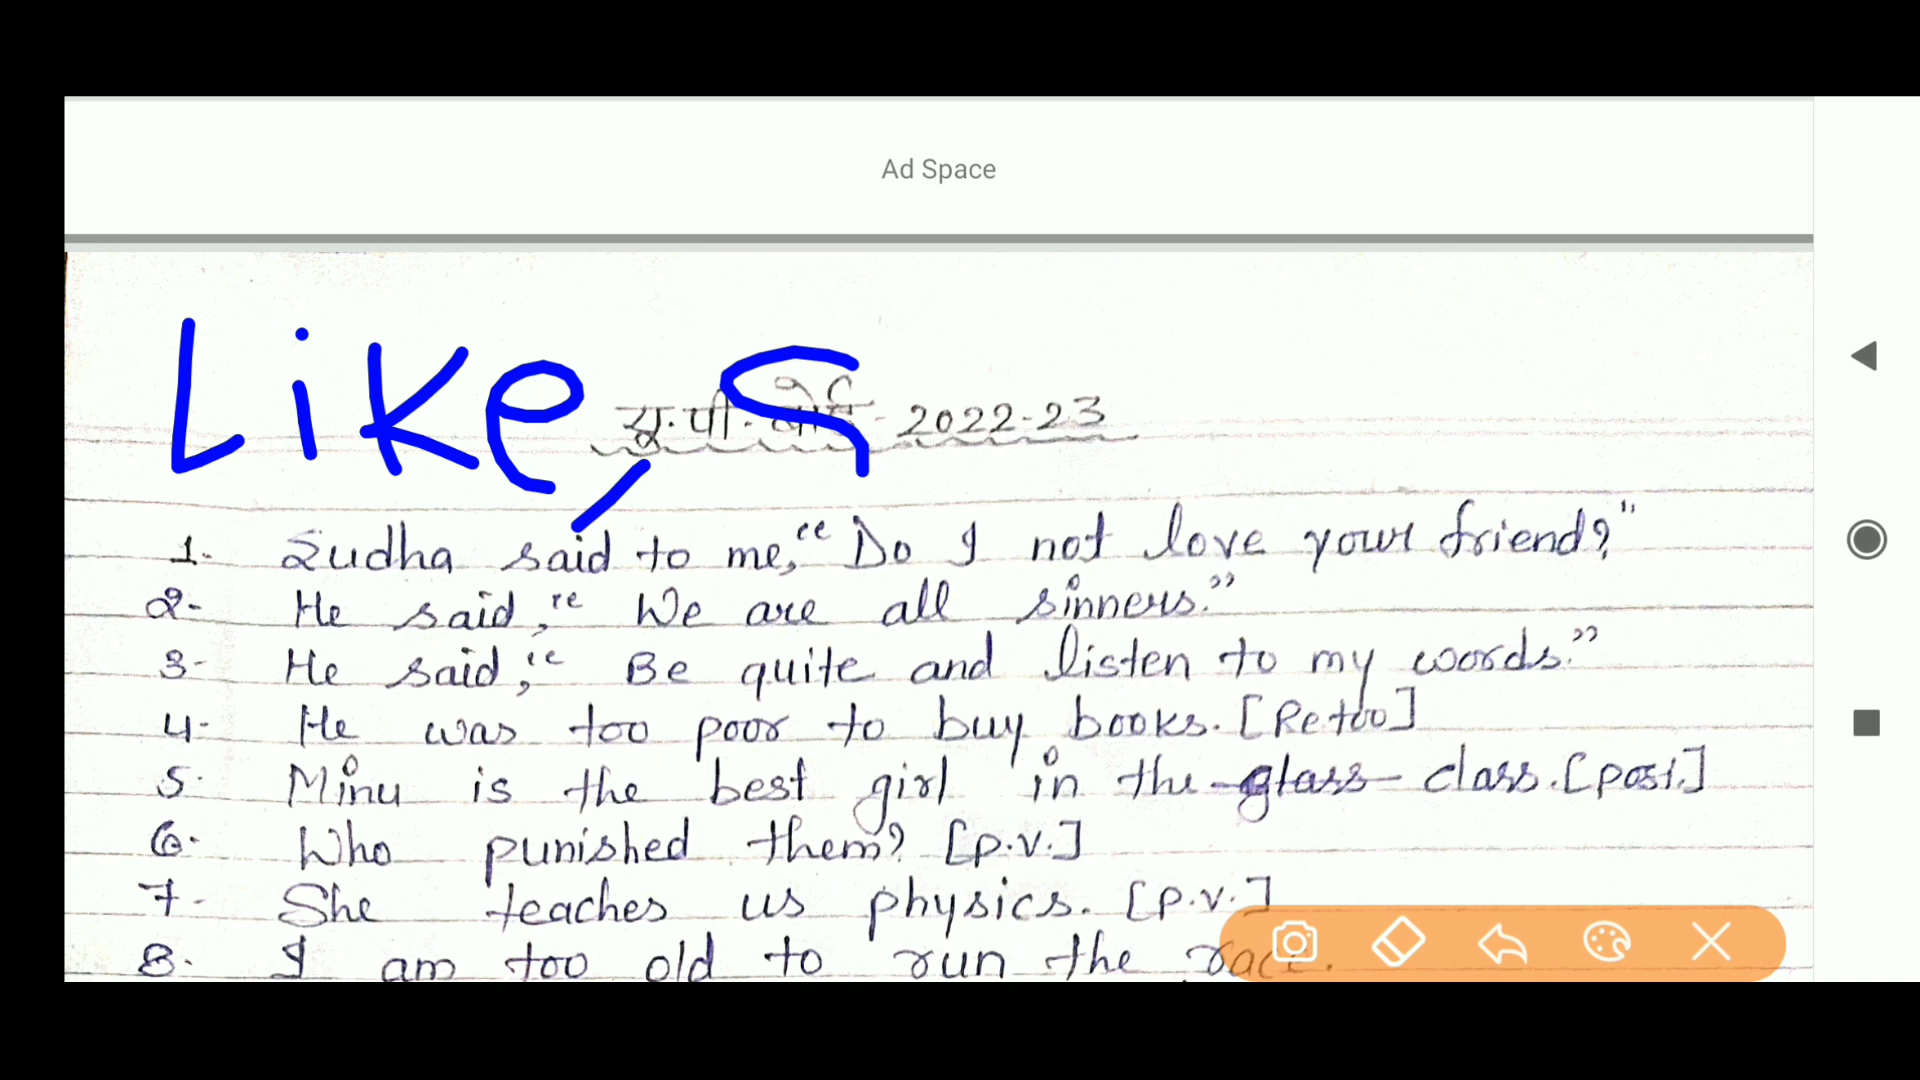 Ad Space
Like, S
यू.पी. बोर्ड - 2022-23
1. Sudha said to me, "Do I not love your friend?"
2- He said, "We are all sinners."
3- He said, "Be quite and listen to my words."
4- He was too poor to buy books. [Re too]
5. Minu is the best girl in the glass class. [post.]
6. Who punished them? [p.v.]
7. She teaches us physics. [p.v.]
8. I am too old to run the race.